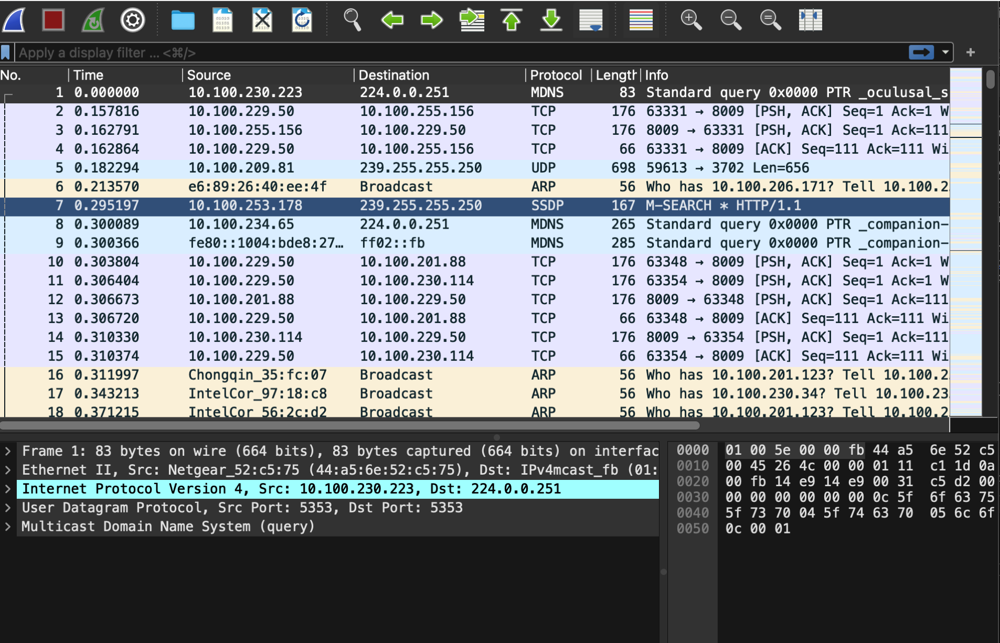 Apply a display filter ... <⌘/>
No. Time Source Destination Protocol Length Info
1 0.000000 10.100.230.223 224.0.0.251 MDNS 83 Standard query 0x0000 PTR _oculusal_s
2 0.157816 10.100.229.50 10.100.255.156 TCP 176 63331 → 8009 [PSH, ACK] Seq=1 Ack=1 W
3 0.162791 10.100.255.156 10.100.229.50 TCP 176 8009 → 63331 [PSH, ACK] Seq=1 Ack=111
4 0.162864 10.100.229.50 10.100.255.156 TCP 66 63331 → 8009 [ACK] Seq=111 Ack=111 Wi
5 0.182294 10.100.209.81 239.255.255.250 UDP 698 59613 → 3702 Len=656
6 0.213570 e6:89:26:40:ee:4f Broadcast ARP 56 Who has 10.100.206.171? Tell 10.100.2
7 0.295197 10.100.253.178 239.255.255.250 SSDP 167 M-SEARCH * HTTP/1.1
8 0.300089 10.100.234.65 224.0.0.251 MDNS 265 Standard query 0x0000 PTR _companion-
9 0.300366 fe80::1004:bde8:27… ff02::fb MDNS 285 Standard query 0x0000 PTR _companion-
10 0.303804 10.100.229.50 10.100.201.88 TCP 176 63348 → 8009 [PSH, ACK] Seq=1 Ack=1 W
11 0.306404 10.100.229.50 10.100.230.114 TCP 176 63354 → 8009 [PSH, ACK] Seq=1 Ack=1 W
12 0.306673 10.100.201.88 10.100.229.50 TCP 176 8009 → 63348 [PSH, ACK] Seq=1 Ack=111
13 0.306720 10.100.229.50 10.100.201.88 TCP 66 63348 → 8009 [ACK] Seq=111 Ack=111 Wi
14 0.310330 10.100.230.114 10.100.229.50 TCP 176 8009 → 63354 [PSH, ACK] Seq=1 Ack=111
15 0.310374 10.100.229.50 10.100.230.114 TCP 66 63354 → 8009 [ACK] Seq=111 Ack=111 Wi
16 0.311997 Chongqin_35:fc:07 Broadcast ARP 56 Who has 10.100.201.123? Tell 10.100.2
17 0.343213 IntelCor_97:18:c8 Broadcast ARP 56 Who has 10.100.230.34? Tell 10.100.23
18 0.371215 IntelCor_56:2c:d2 Broadcast ARP 56 Who has 10.100.201.123? Tell 10.100.2
Frame 1: 83 bytes on wire (664 bits), 83 bytes captured (664 bits) on interfac
Ethernet II, Src: Netgear_52:c5:75 (44:a5:6e:52:c5:75), Dst: IPv4mcast_fb (01:
Internet Protocol Version 4, Src: 10.100.230.223, Dst: 224.0.0.251
User Datagram Protocol, Src Port: 5353, Dst Port: 5353
Multicast Domain Name System (query)
0000 01 00 5e 00 00 fb 44 a5 6e 52 c5
0010 00 45 26 4c 00 00 01 11 c1 1d 0a
0020 00 fb 14 e9 14 e9 00 31 c5 d2 00
0030 00 00 00 00 00 00 0c 5f 6f 63 75
0040 5f 73 70 04 5f 74 63 70 05 6c 6f
0050 0c 00 01